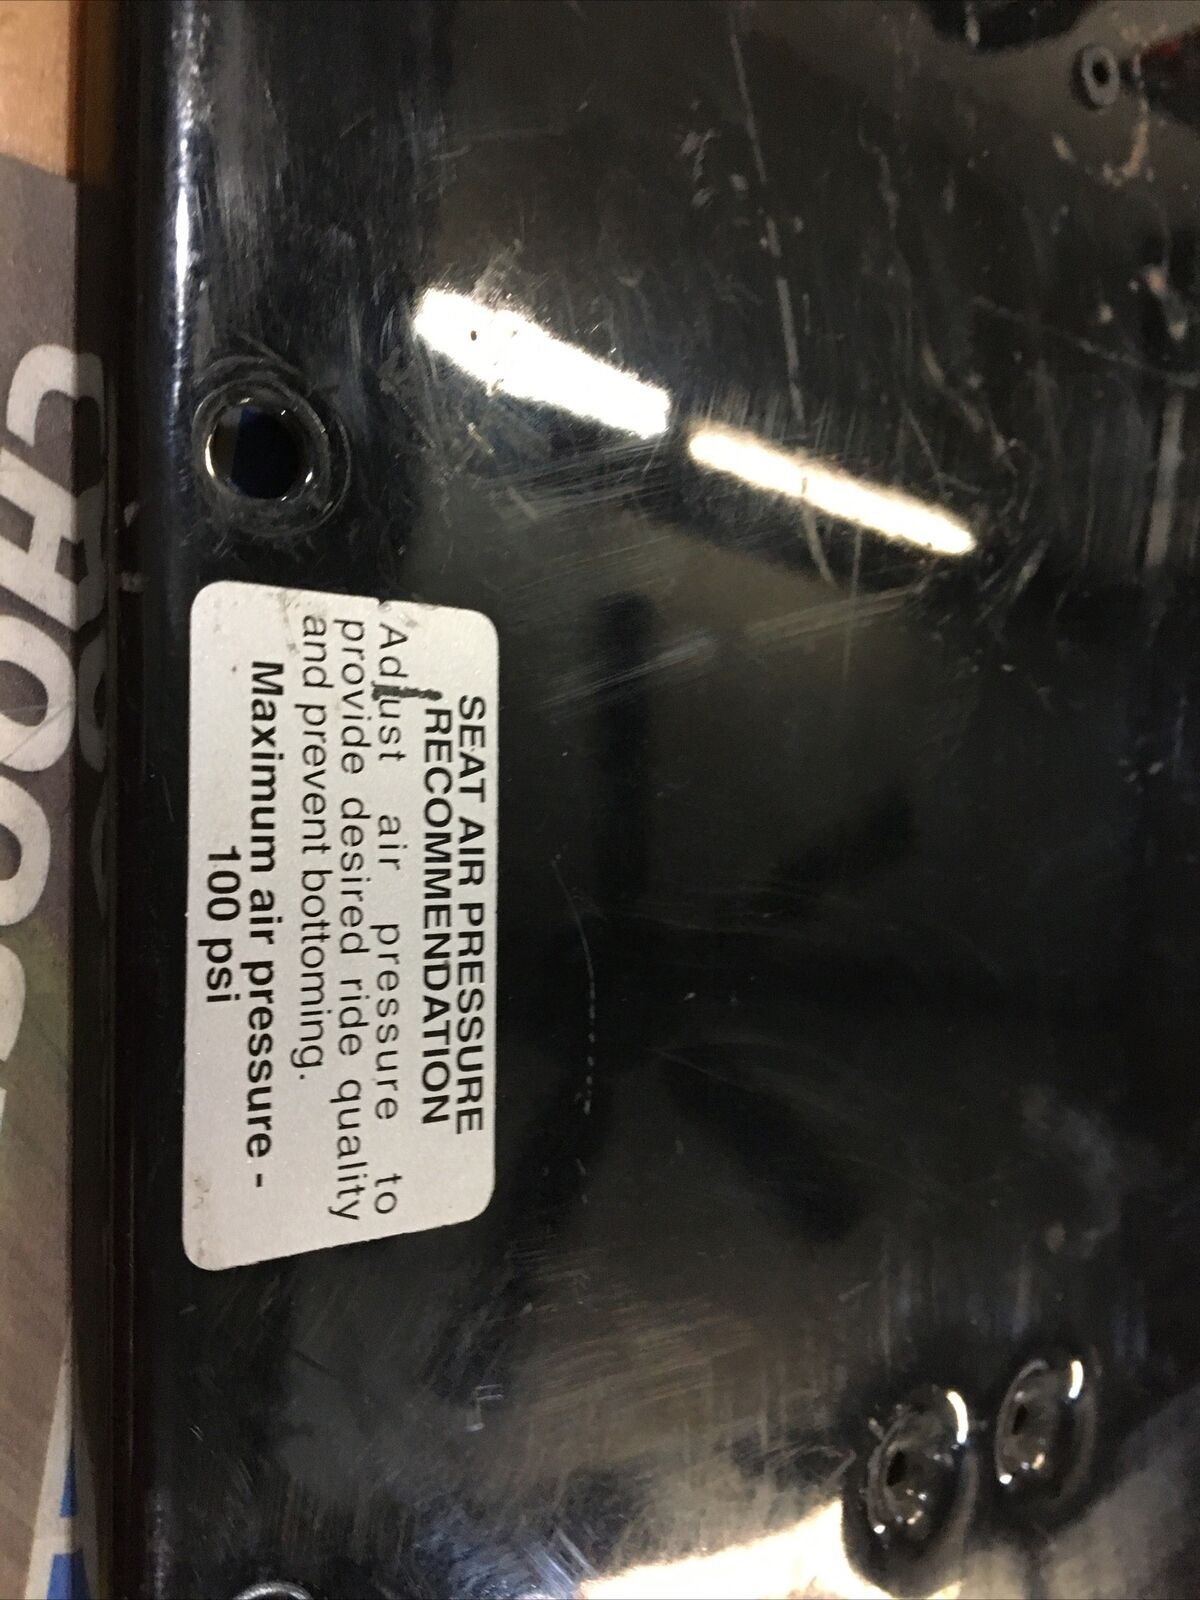 SEAT AIR PRESSURE
RECOMMENDATION
Adjust air pressure to
provide desired ride quality
and prevent bottoming.
Maximum air pressure -
100 psi